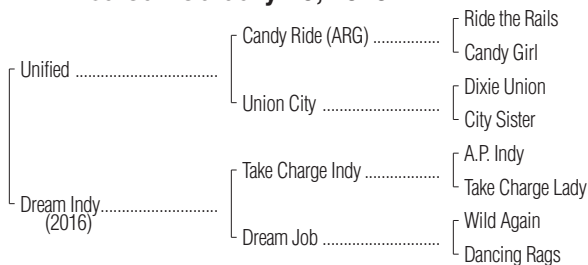 Ride the Rails
Candy Ride (ARG) ..................
Candy Girl
Unified ................................
Dixie Union
Union City ...........................
City Sister
A.P. Indy
Take Charge Indy .................
Take Charge Lady
Dream Indy..........................
(2016)
Wild Again
Dream Job ...........................
Dancing Rags